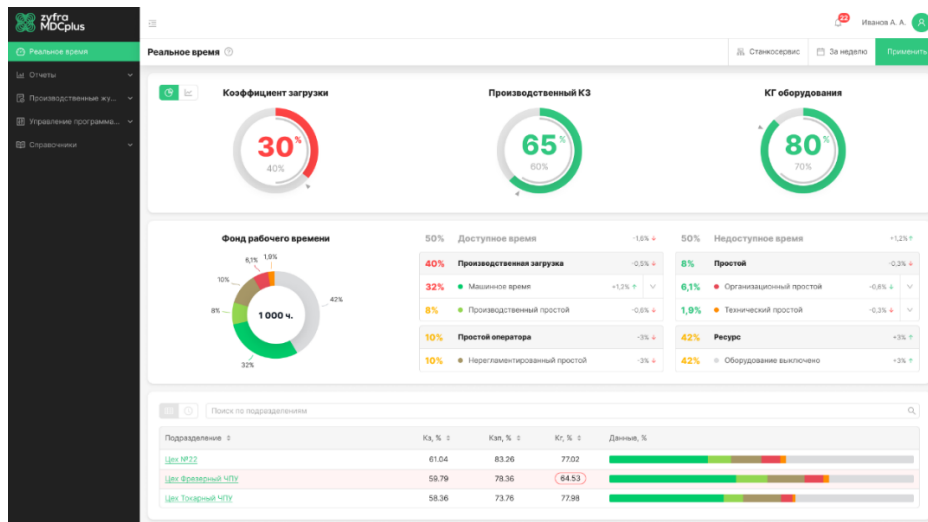 zyfra
MDCplus
22
Иванов А. А.
Реальное время
Отчеты
Производственные жу...
Управление программа...
Справочники
Реальное время
Станкосервис
За неделю
Применить
Коэффициент загрузки
30%
40%
Производственный КЗ
65%
60%
КГ оборудования
80%
70%
Фонд рабочего времени
6,1%
1,9%
10%
42%
8%
1 000 ч.
32%
50% Доступное время -1,6% ↓
40% Производственная загрузка -0,5% ↓
32% Машинное время +1,2% ↑
8% Производственный простой -0,6% ↓
10% Простой оператора -3% ↓
10% Нерегламентированный простой -3% ↓
50% Недоступное время +1,2% ↑
8% Простой -0,3% ↓
6,1% Организационный простой -0,8% ↓
1,9% Технический простой -0,3% ↓
42% Ресурс +3% ↑
42% Оборудование выключено +3% ↑
Поиск по подразделениям
Подразделение Кз, % Кзп, % Кг, % Данные, %
Цех №22 61.04 83.26 77.02
Цех Фрезерный ЧПУ 59.79 78.36 64.53
Цех Токарный ЧПУ 58.36 73.76 77.98